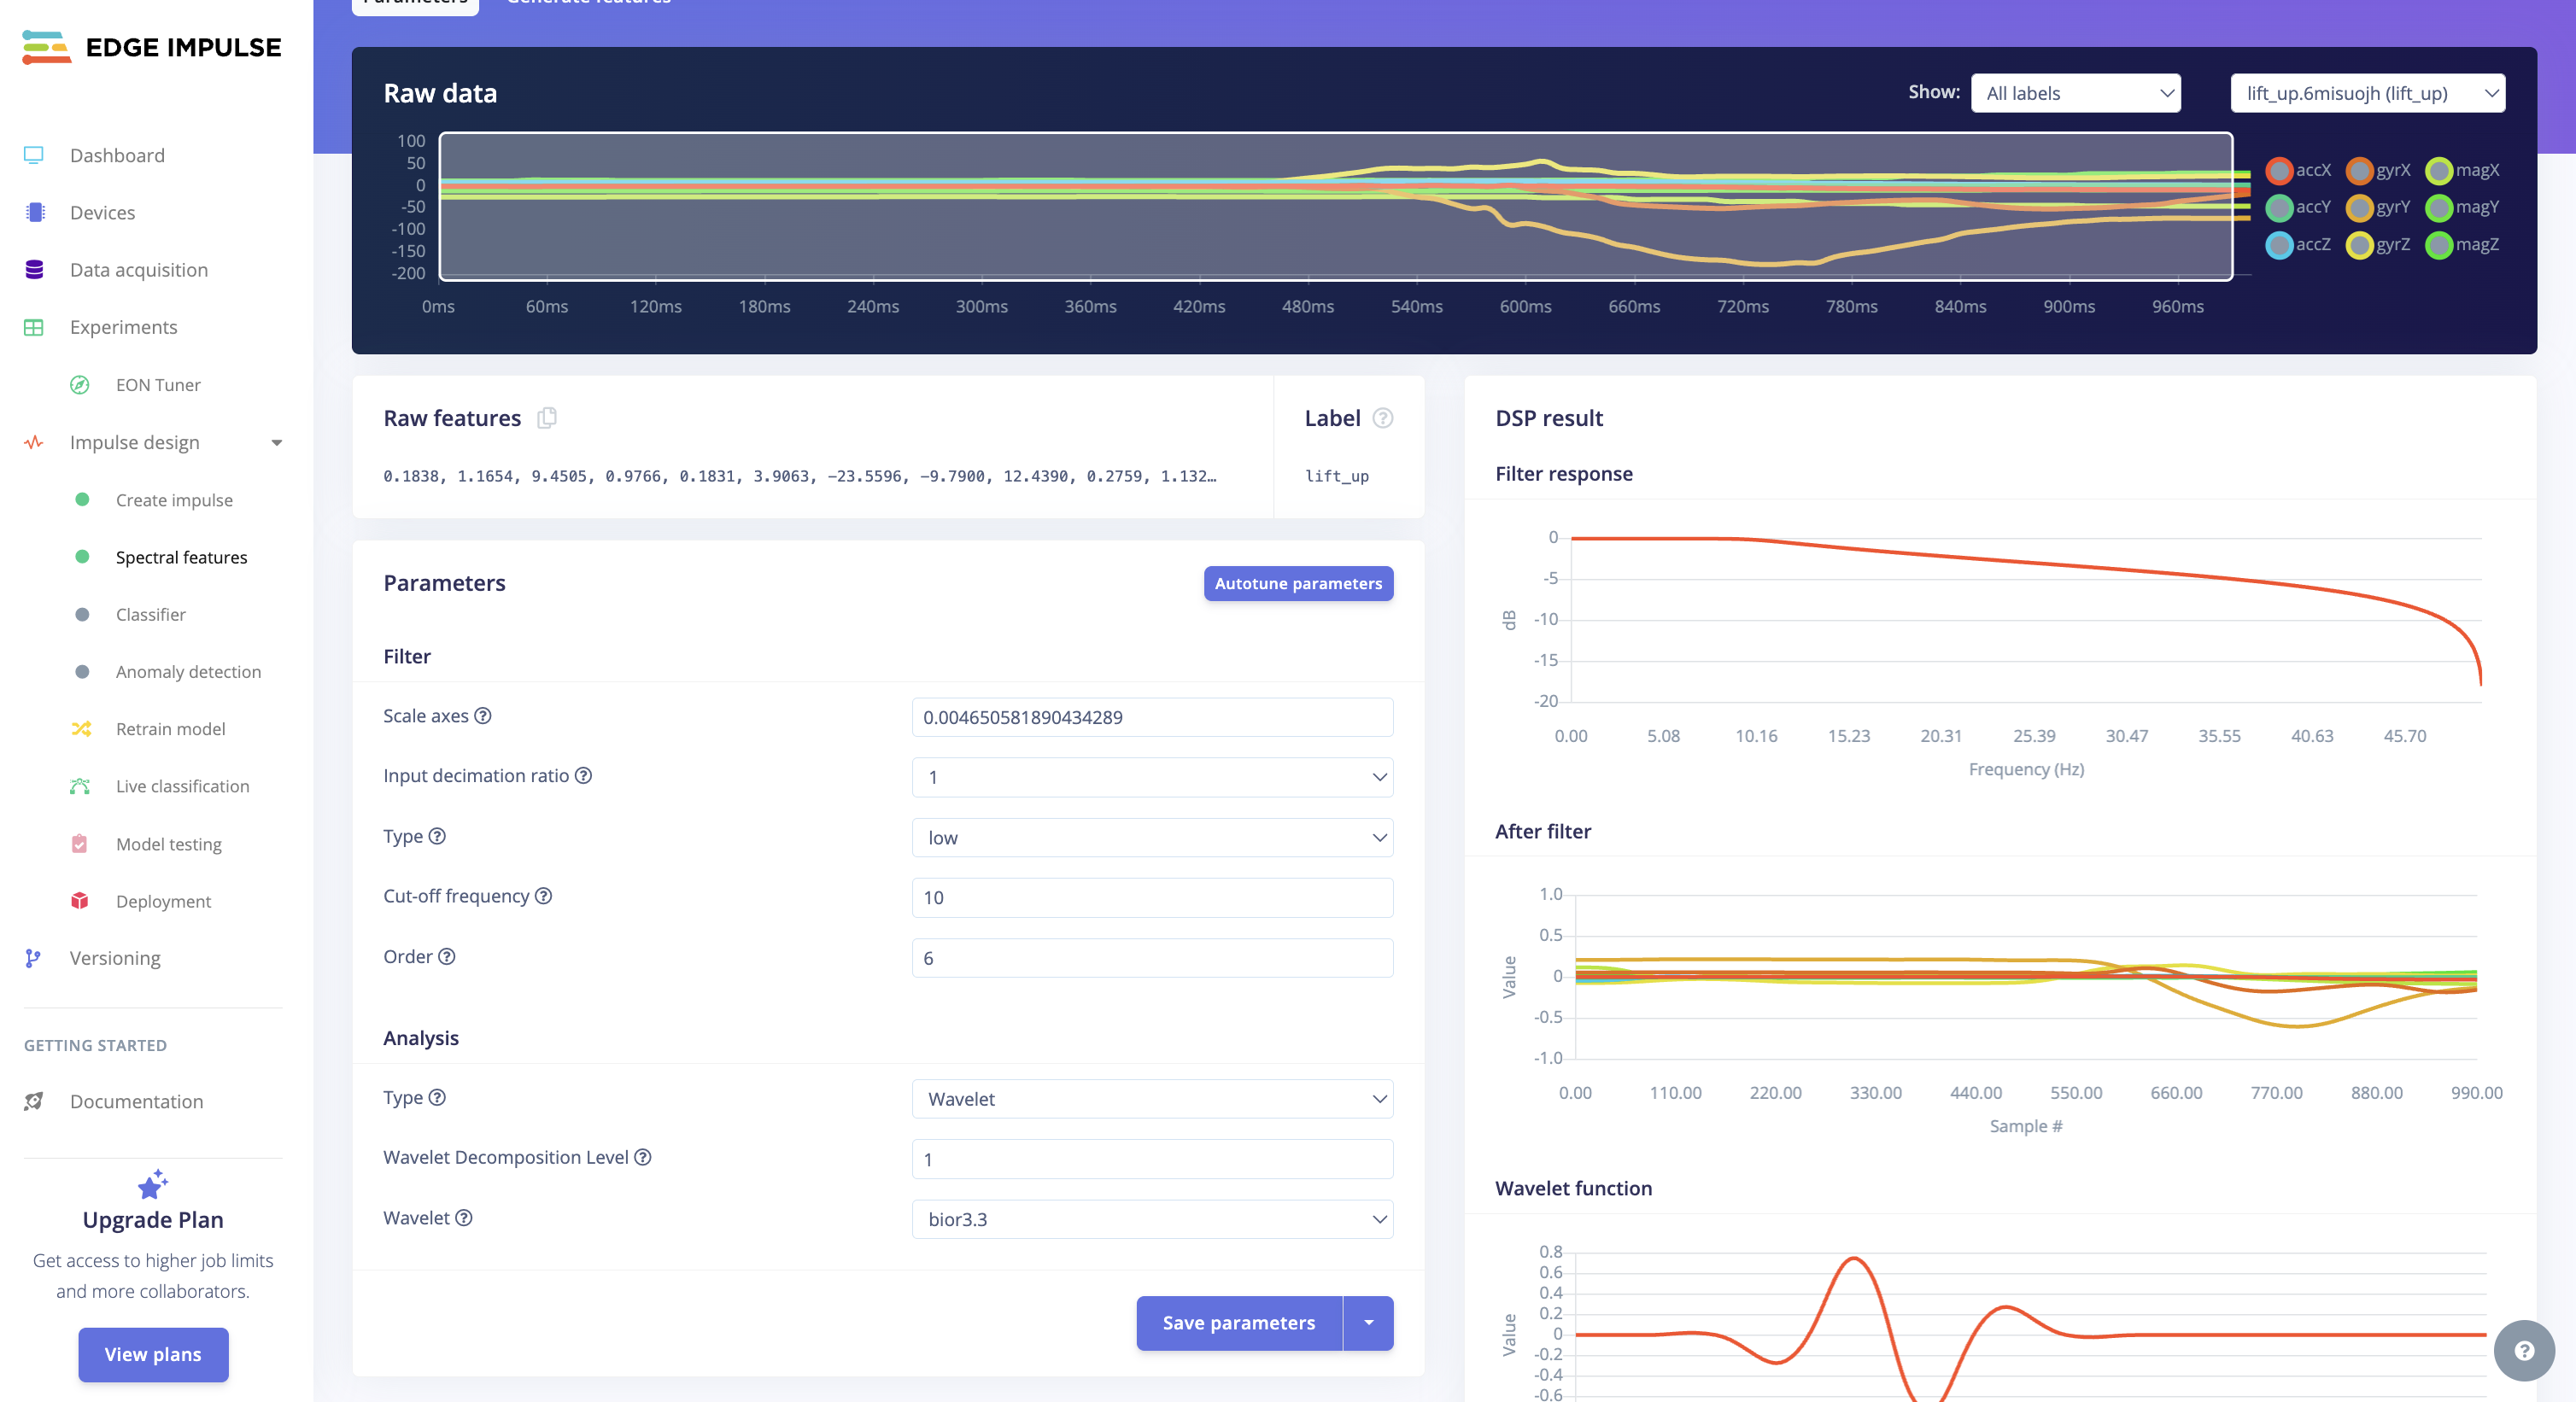 EDGE IMPULSE
Dashboard
Devices
Data acquisition
Experiments
EON Tuner
Impulse design
Create impulse
Spectral features
Classifier
Anomaly detection
Retrain model
Live classification
Model testing
Deployment
Versioning
GETTING STARTED
Documentation
Upgrade Plan
Get access to higher job limits
and more collaborators.
View plans
Parameters Generate features
Raw data
Show: All labels lift_up.6misuojh (lift_up)
100
50
0
-50
-100
-150
-200
0ms 60ms 120ms 180ms 240ms 300ms 360ms 420ms 480ms 540ms 600ms 660ms 720ms 780ms 840ms 900ms 960ms
accX gyrX magX
accY gyrY magY
accZ gyrZ magZ
Raw features
0.1838, 1.1654, 9.4505, 0.9766, 0.1831, 3.9063, −23.5596, −9.7900, 12.4390, 0.2759, 1.132…
Label ?
lift_up
Parameters
Autotune parameters
Filter
Scale axes ? 0.004650581890434289
Input decimation ratio ? 1
Type ? low
Cut-off frequency ? 10
Order ? 6
Analysis
Type ? Wavelet
Wavelet Decomposition Level ? 1
Wavelet ? bior3.3
Save parameters
DSP result
Filter response
0
-5
-10
-15
-20
dB
0.00 5.08 10.16 15.23 20.31 25.39 30.47 35.55 40.63 45.70
Frequency (Hz)
After filter
1.0
0.5
0
-0.5
-1.0
Value
0.00 110.00 220.00 330.00 440.00 550.00 660.00 770.00 880.00 990.00
Sample #
Wavelet function
0.8
0.6
0.4
0.2
0
-0.2
-0.4
-0.6
Value
?